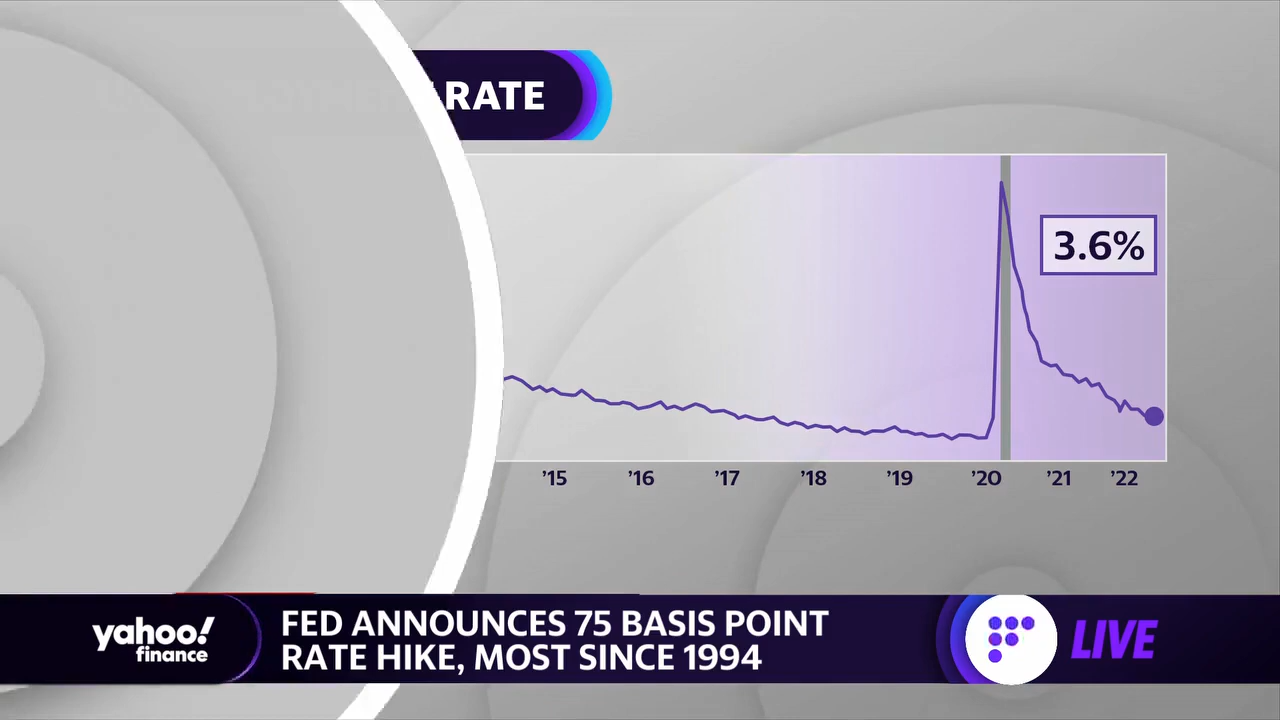 RATE
3.6%
’15 ’16 ’17 ’18 ’19 ’20 ’21 ’22
yahoo!
finance
FED ANNOUNCES 75 BASIS POINT
RATE HIKE, MOST SINCE 1994
LIVE